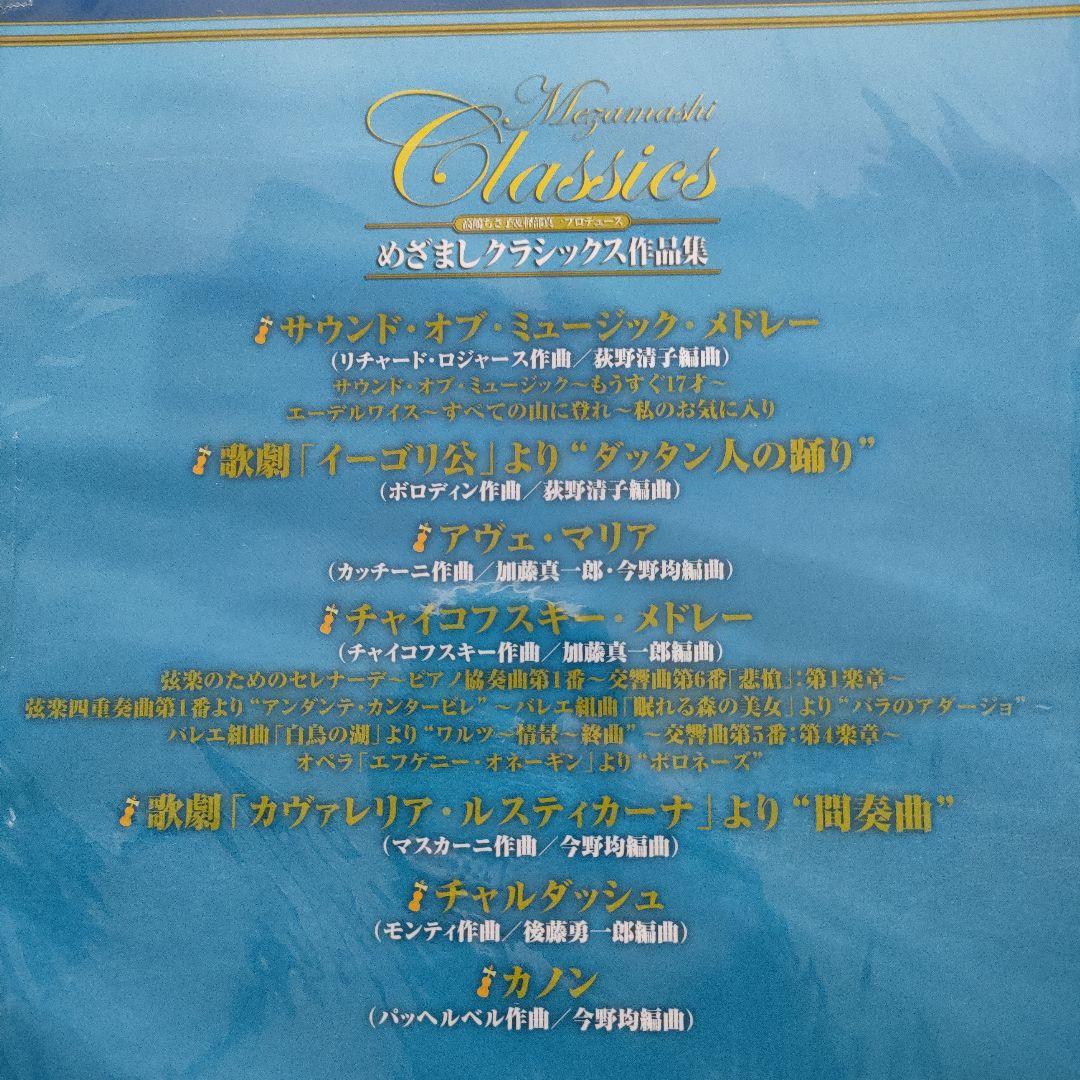 Mezamashi
Classics
高嶋ちさ子&軽部真一プロデュース
めざましクラシックス作品集
サウンド・オブ・ミュージック・メドレー
(リチャード・ロジャース作曲/荻野清子編曲)
サウンド・オブ・ミュージック〜もうすぐ17才〜
エーデルワイス〜すべての山に登れ〜私のお気に入り
歌劇「イーゴリ公」より“ダッタン人の踊り”
(ボロディン作曲/荻野清子編曲)
アヴェ・マリア
(カッチーニ作曲/加藤真一郎・今野均編曲)
チャイコフスキー・メドレー
(チャイコフスキー作曲/加藤真一郎編曲)
弦楽のためのセレナーデ〜ピアノ協奏曲第1番〜交響曲第6番「悲愴」:第1楽章〜
弦楽四重奏曲第1番より“アンダンテ・カンタービレ”〜バレエ組曲「眠れる森の美女」より“バラのアダージョ”〜
バレエ組曲「白鳥の湖」より“ワルツ〜情景〜終曲”〜交響曲第5番:第4楽章〜
オペラ「エフゲニー・オネーギン」より“ポロネーズ”
歌劇「カヴァレリア・ルスティカーナ」より“間奏曲”
(マスカーニ作曲/今野均編曲)
チャルダッシュ
(モンティ作曲/後藤勇一郎編曲)
カノン
(パッヘルベル作曲/今野均編曲)